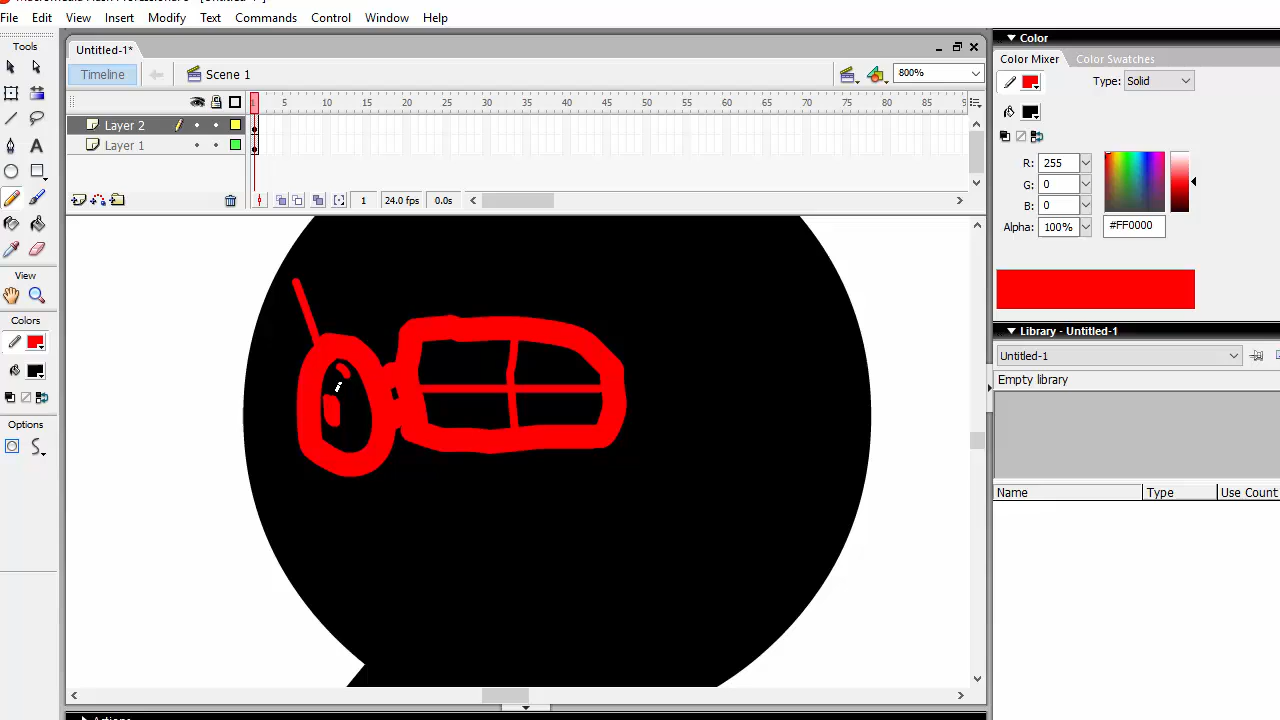 File Edit View Insert Modify Text Commands Control Window Help
Tools
View
Colors
Options
Untitled-1*
Timeline
Scene 1
800%
1 5 10 15 20 25 30 35 40 45 50 55 60 65 70 75 80 85 9
Layer 2
Layer 1
1 24.0 fps 0.0s
Color
Color Mixer Color Swatches
Type: Solid
R: 255
G: 0
B: 0
Alpha: 100% #FF0000
Library - Untitled-1
Untitled-1
Empty library
Name Type Use Count